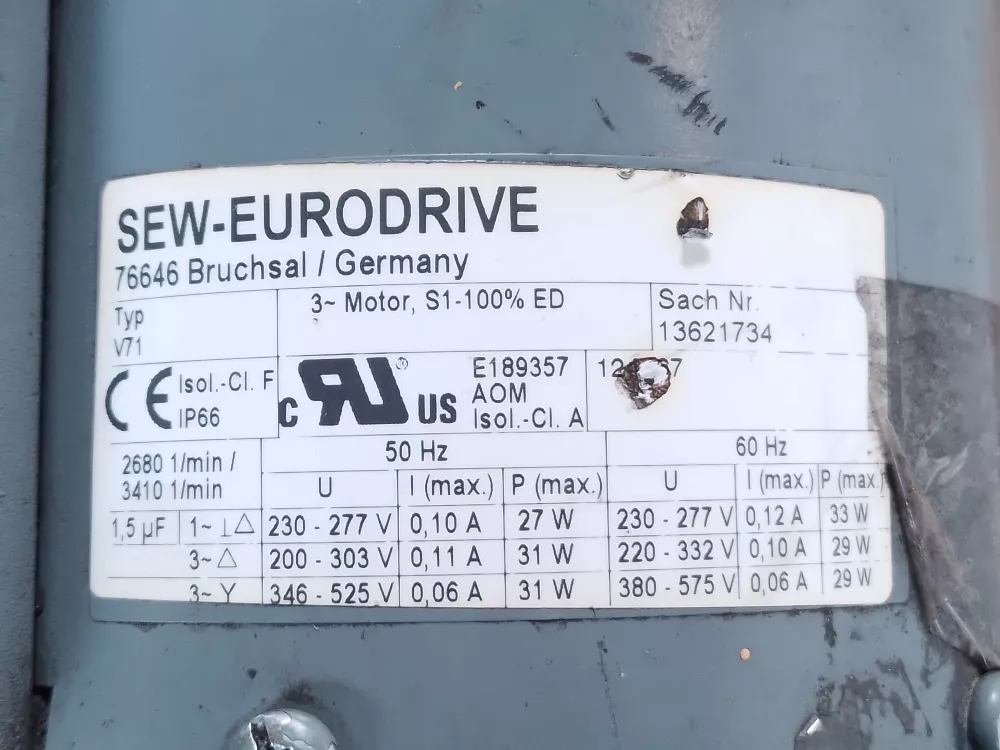 SEW-EURODRIVE
76646 Bruchsal / Germany
Typ
V71
3~ Motor, S1-100% ED
Sach Nr.
13621734
CE Isol.-Cl. F
IP66
c RU US
E189357
AOM
Isol.-Cl. A
2680 1/min /
3410 1/min
50 Hz 60 Hz
U I (max.) P (max.) U I (max.) P (max.)
1,5 µF 1~ ⊥ △ 230 - 277 V 0,10 A 27 W 230 - 277 V 0,12 A 33 W
3~ △ 200 - 303 V 0,11 A 31 W 220 - 332 V 0,10 A 29 W
3~ Y 346 - 525 V 0,06 A 31 W 380 - 575 V 0,06 A 29 W